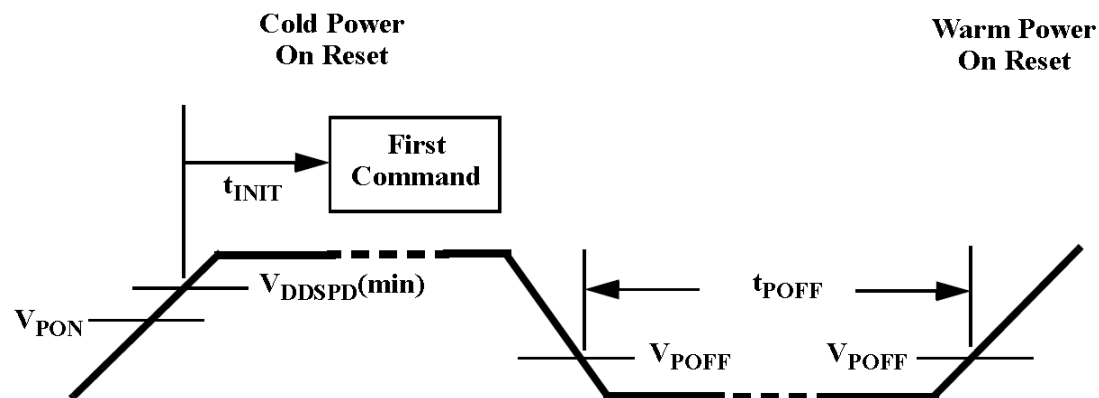 Cold Power
On Reset
Warm Power
On Reset
First
Command
tINIT
VDDSPD(min)
VPON
tPOFF
VPOFF
VPOFF